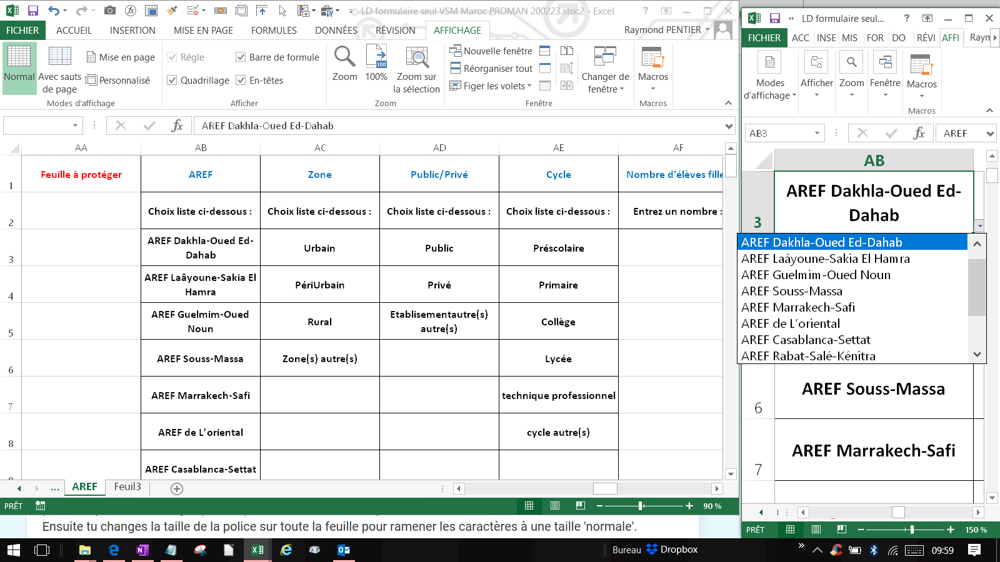 LD formulaire seul VSM Maroc PROMAN 200223.xlsx:2 - Excel
FICHIER ACCUEIL INSERTION MISE EN PAGE FORMULES DONNÉES RÉVISION AFFICHAGE Raymond PENTIER
Normal
Avec sauts de page
Mise en page
Personnalisé
Modes d'affichage
Règle
Barre de formule
Quadrillage
En-têtes
Afficher
Zoom
100%
Zoom sur la sélection
Zoom
Nouvelle fenêtre
Réorganiser tout
Figer les volets
Changer de fenêtre
Fenêtre
Macros
Macros
fx AREF Dakhla-Oued Ed-Dahab
AA AB AC AD AE AF
1 Feuille à protéger AREF Zone Public/Privé Cycle Nombre d'élèves fille
2 Choix liste ci-dessous : Choix liste ci-dessous : Choix liste ci-dessous : Choix liste ci-dessous : Entrez un nombre :
3 AREF Dakhla-Oued Ed-Dahab Urbain Public Préscolaire
4 AREF Laâyoune-Sakia El Hamra PériUrbain Privé Primaire
5 AREF Guelmim-Oued Noun Rural Etablisementautre(s) autre(s) Collège
6 AREF Souss-Massa Zone(s) autre(s) Lycée
7 AREF Marrakech-Safi technique professionnel
8 AREF de L’oriental cycle autre(s)
AREF Casablanca-Settat
... AREF Feuil3
PRÊT 90 %
LD formulaire seul...
FICHIER ACC INSE MIS FOR DO RÉVI AFFI Rayn
Modes d'affichage
Afficher
Zoom
Fenêtre
Macros
Macros
AB3 fx AREF
AB
3 AREF Dakhla-Oued Ed-Dahab
AREF Dakhla-Oued Ed-Dahab
AREF Laâyoune-Sakia El Hamra
AREF Guelmim-Oued Noun
AREF Souss-Massa
AREF Marrakech-Safi
AREF de L’oriental
AREF Casablanca-Settat
AREF Rabat-Salé-Kénitra
6 AREF Souss-Massa
7 AREF Marrakech-Safi
PRÊT 150 %
Ensuite tu changes la taille de la police sur toute la feuille pour ramener les caractères à une taille 'normale'.
Bureau Dropbox 09:59